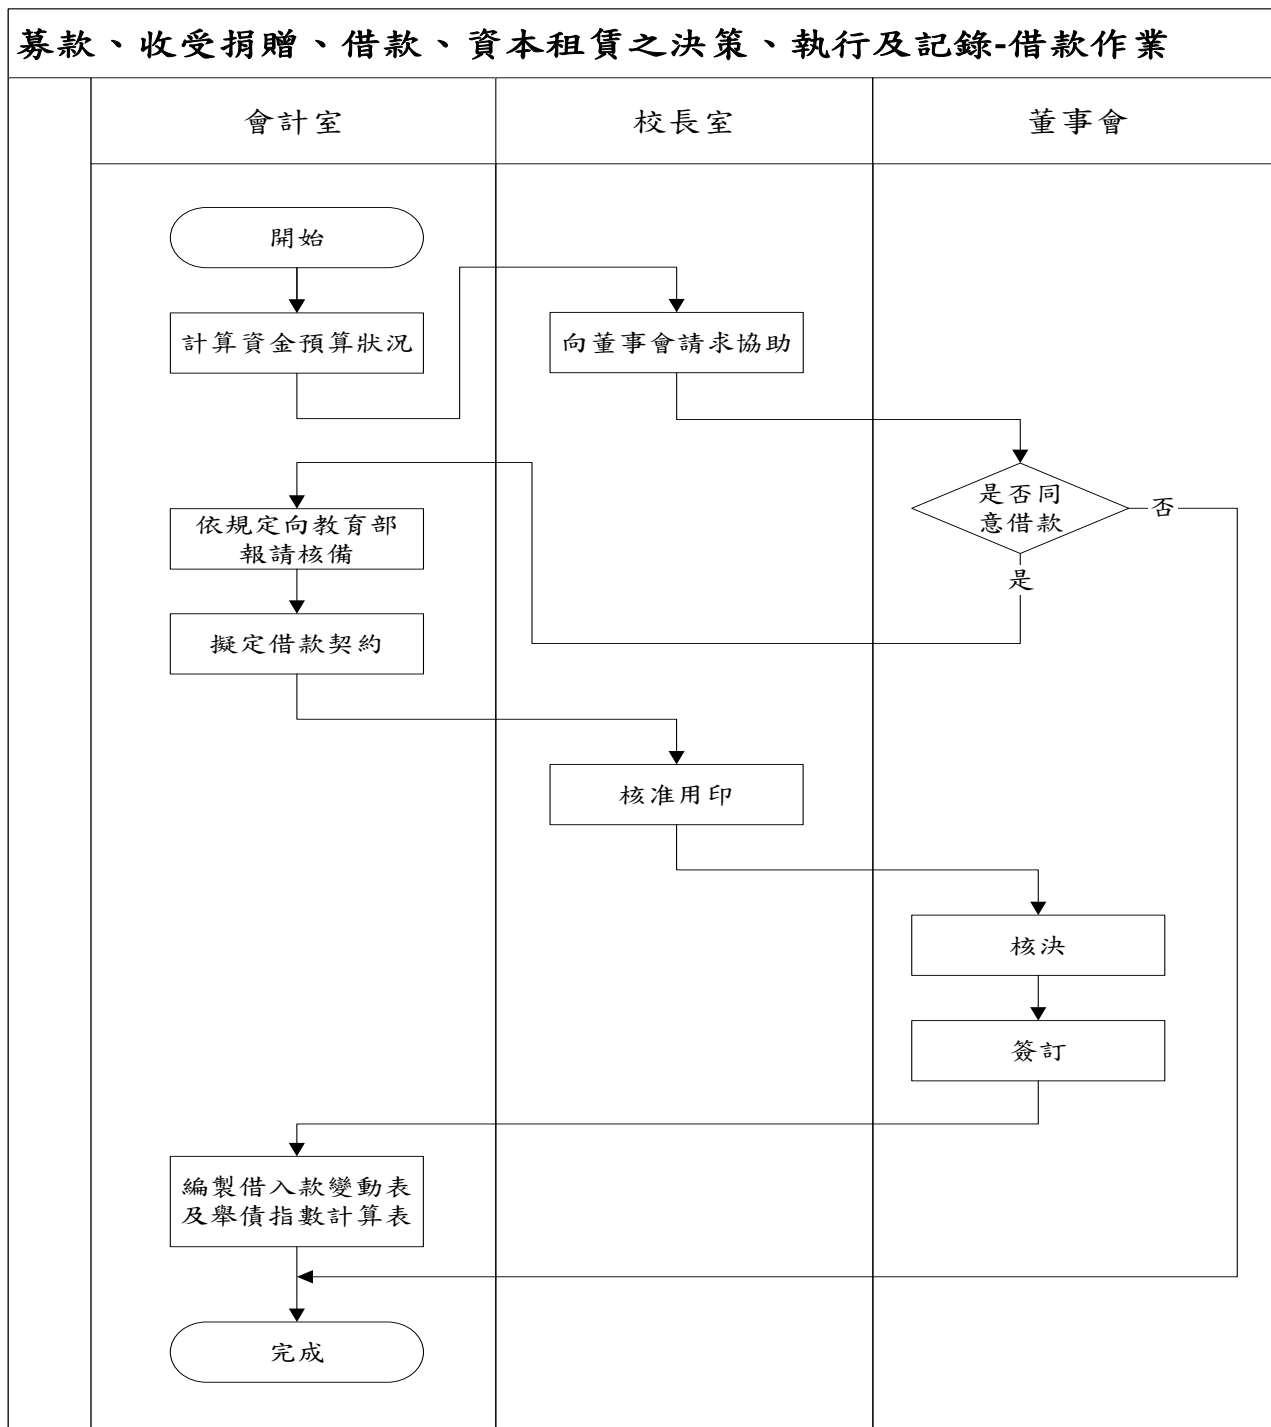 募款、收受捐贈、借款、資本租賃之決策、執行及記錄-借款作業
會計室
校長室
董事會
開始
計算資金預算狀況
向董事會請求協助
是否同
意借款
否
是
依規定向教育部
報請核備
擬定借款契約
核准用印
核決
簽訂
編製借入款變動表
及舉債指數計算表
完成